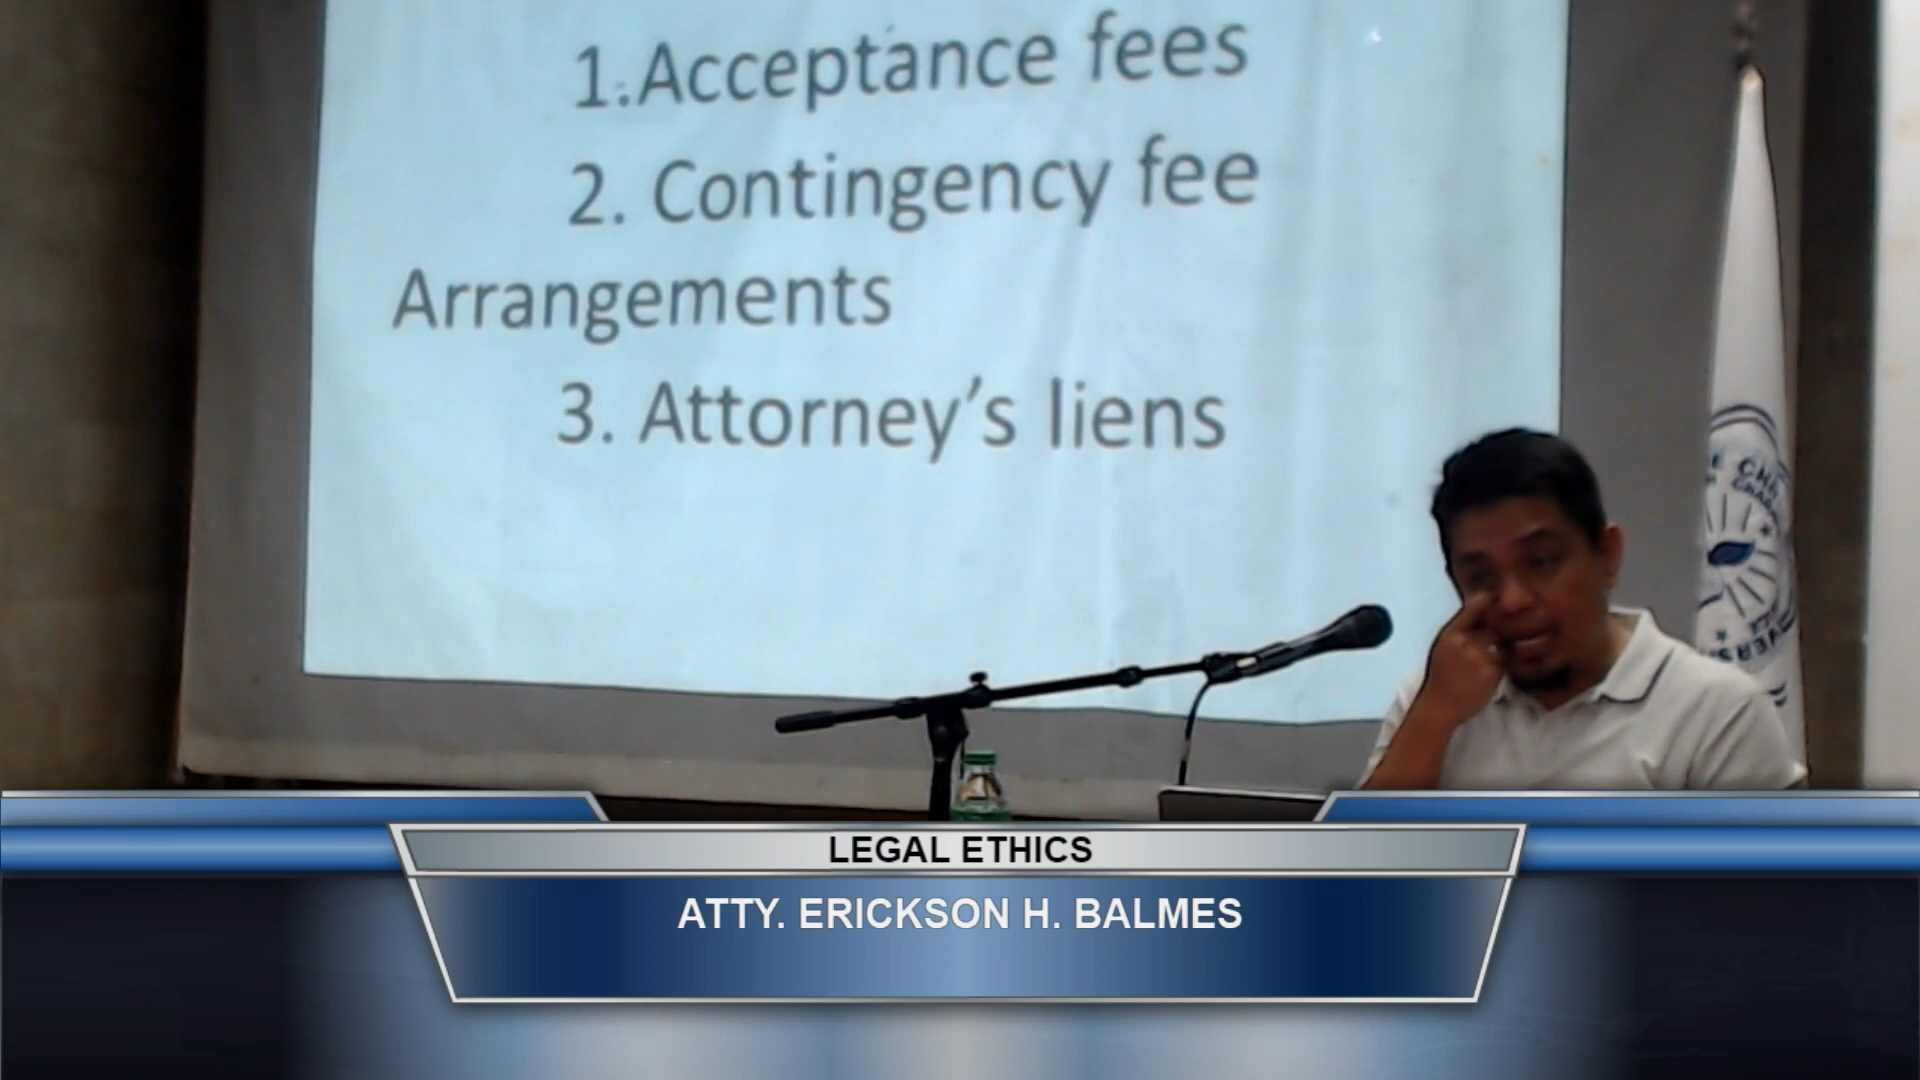 1.Acceptance fees
2. Contingency fee
Arrangements
3. Attorney's liens
LEGAL ETHICS
ATTY. ERICKSON H. BALMES